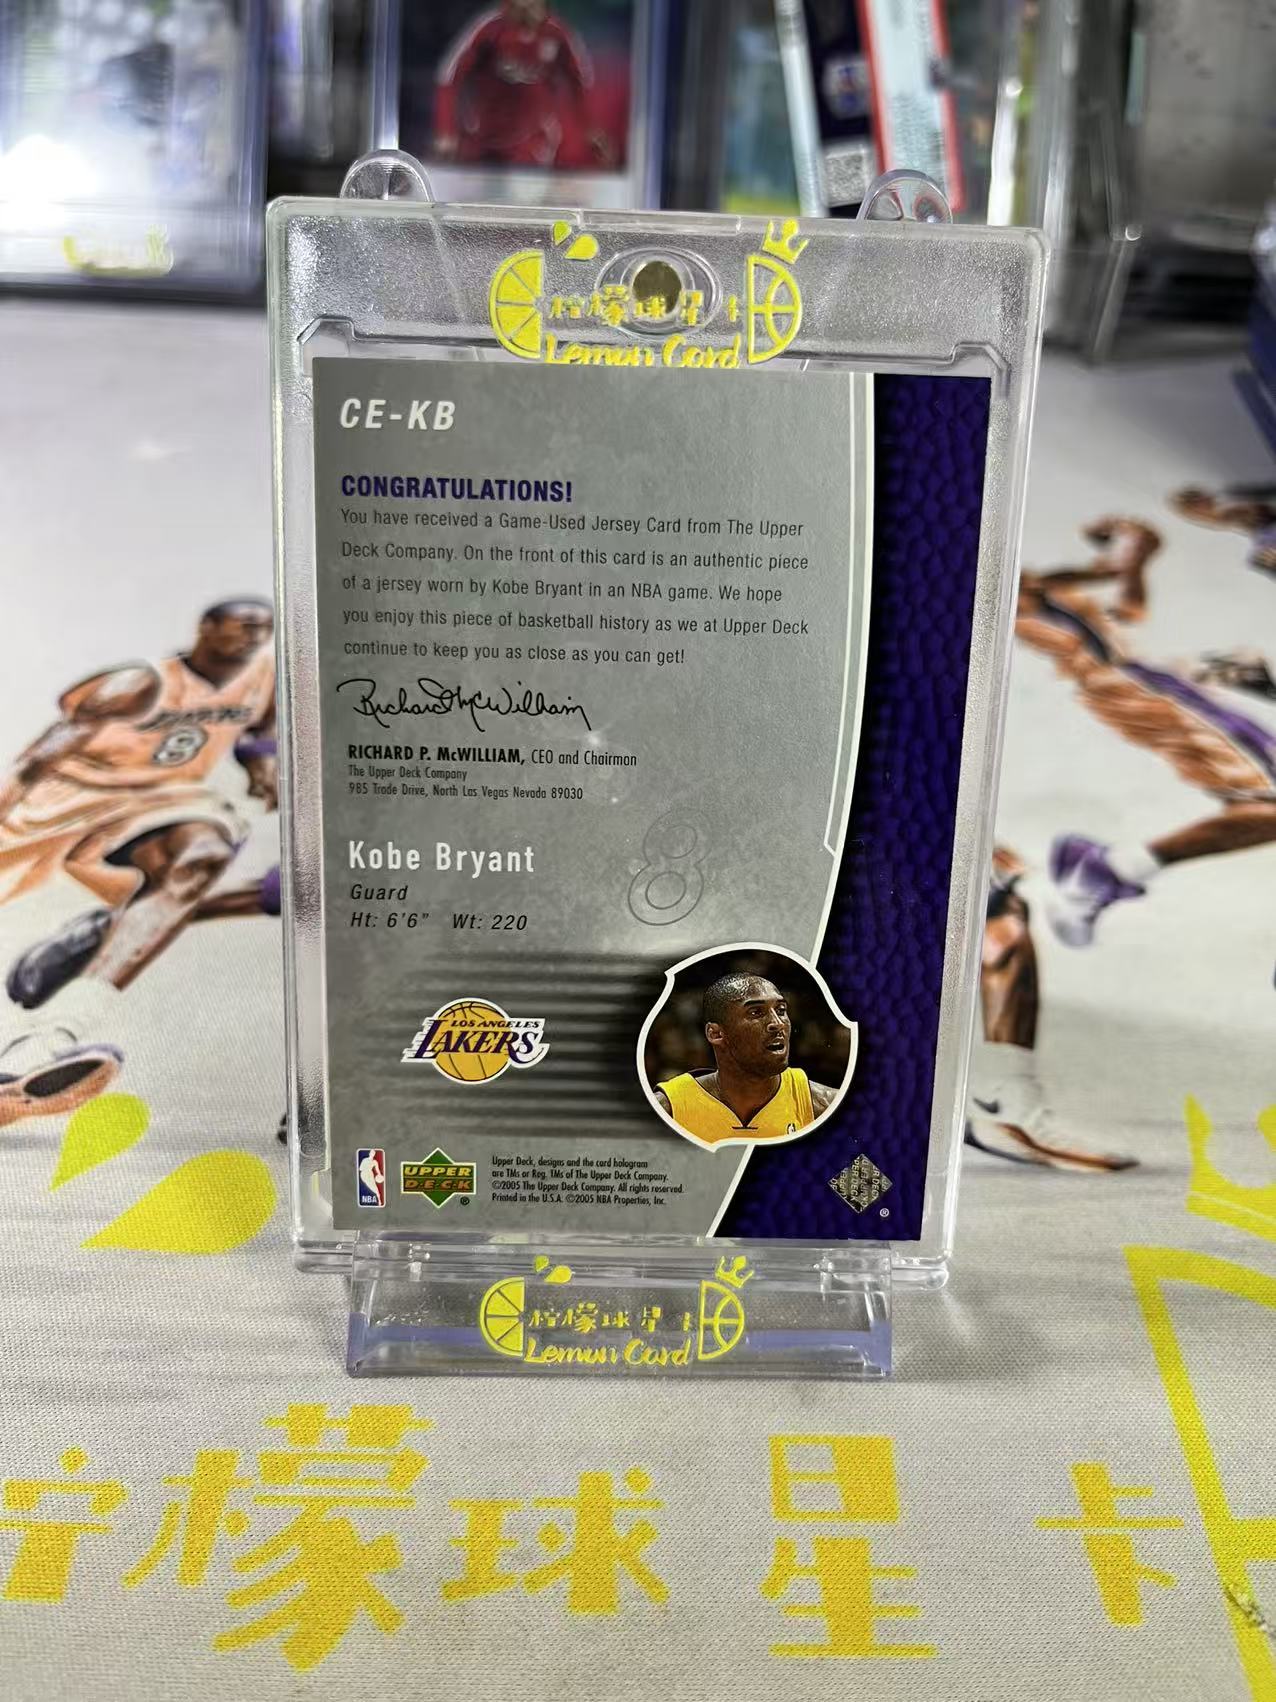 柠檬球星卡
Lemon Card
CE-KB
CONGRATULATIONS!
You have received a Game-Used Jersey Card from The Upper
Deck Company. On the front of this card is an authentic piece
of a jersey worn by Kobe Bryant in an NBA game. We hope
you enjoy this piece of basketball history as we at Upper Deck
continue to keep you as close as you can get!
Richard McWilliam
RICHARD P. McWILLIAM, CEO and Chairman
The Upper Deck Company
985 Trade Drive, North Las Vegas Nevada 89030
8
Kobe Bryant
Guard
Ht: 6'6" Wt: 220
LOS ANGELES
LAKERS
NBA
UPPER
DECK
®
Upper Deck, designs and the card hologram
are TMs or Reg. TMs of The Upper Deck Company.
©2005 The Upper Deck Company. All rights reserved.
Printed in the U.S.A. ©2005 NBA Properties, Inc.
®
柠檬球星卡
Lemon Card
8
柠檬球星卡